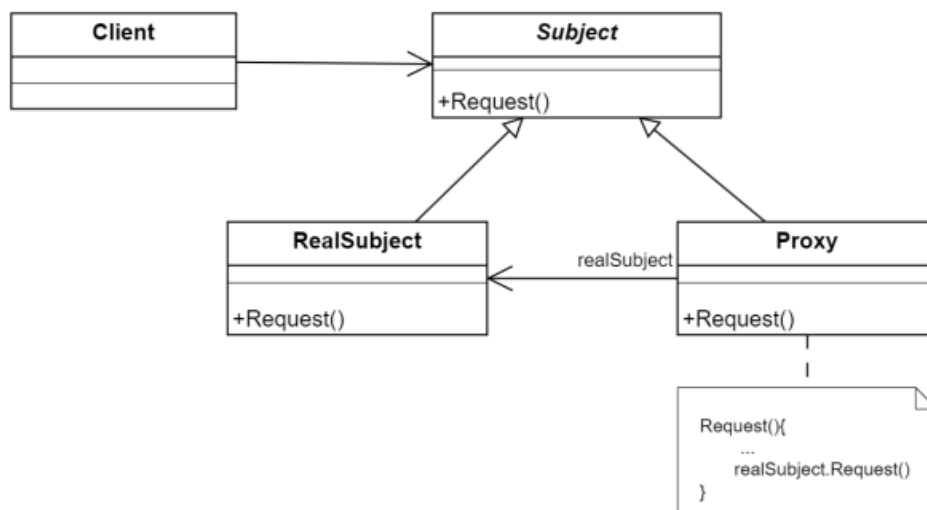 Client
Subject
+Request()
RealSubject
+Request()
realSubject
Proxy
+Request()
Request(){
...
realSubject.Request()
}